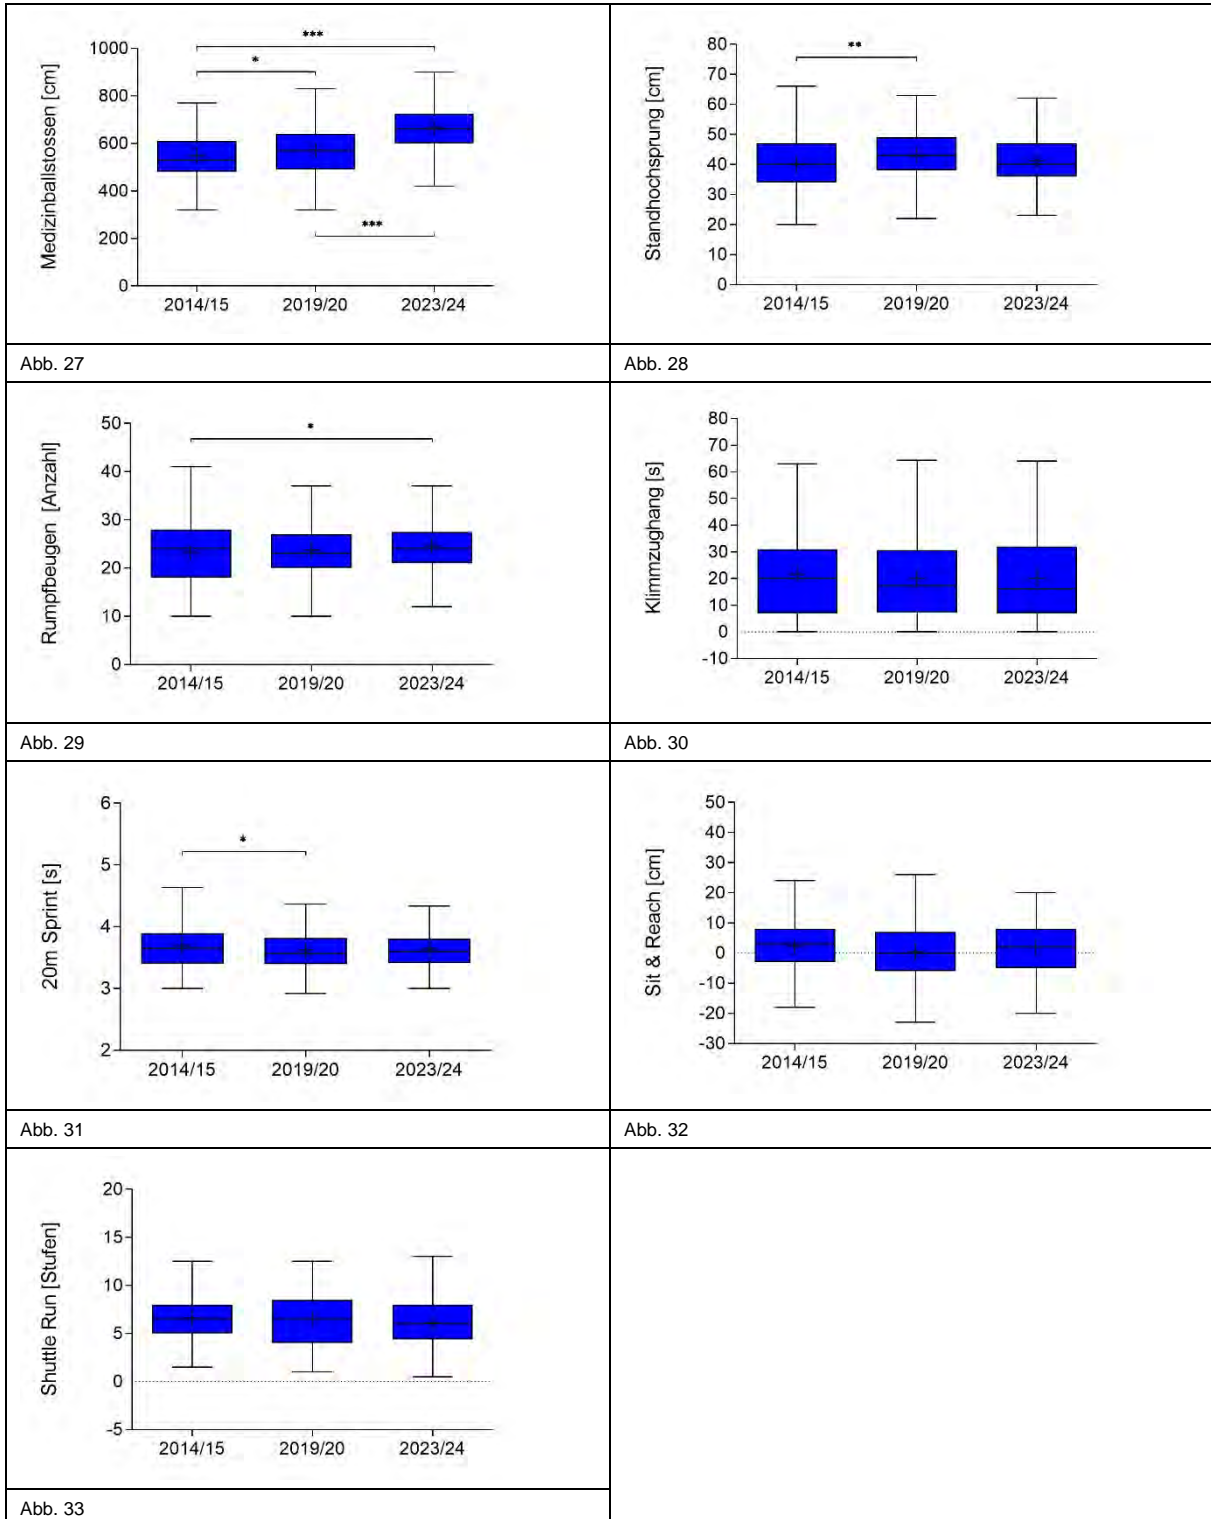 Medizinballstossen [cm]
1000
800
600
400
200
0
***
*
***
2014/15 2019/20 2023/24
Abb. 27
Standhochsprung [cm]
80
70
60
50
40
30
20
10
0
**
2014/15 2019/20 2023/24
Abb. 28
Rumpfbeugen [Anzahl]
50
40
30
20
10
0
*
2014/15 2019/20 2023/24
Abb. 29
Klimmzughang [s]
80
70
60
50
40
30
20
10
0
-10
2014/15 2019/20 2023/24
Abb. 30
20m Sprint [s]
6
5
4
3
2
*
2014/15 2019/20 2023/24
Abb. 31
Sit & Reach [cm]
50
40
30
20
10
0
-10
-20
-30
2014/15 2019/20 2023/24
Abb. 32
Shuttle Run [Stufen]
20
15
10
5
0
-5
2014/15 2019/20 2023/24
Abb. 33